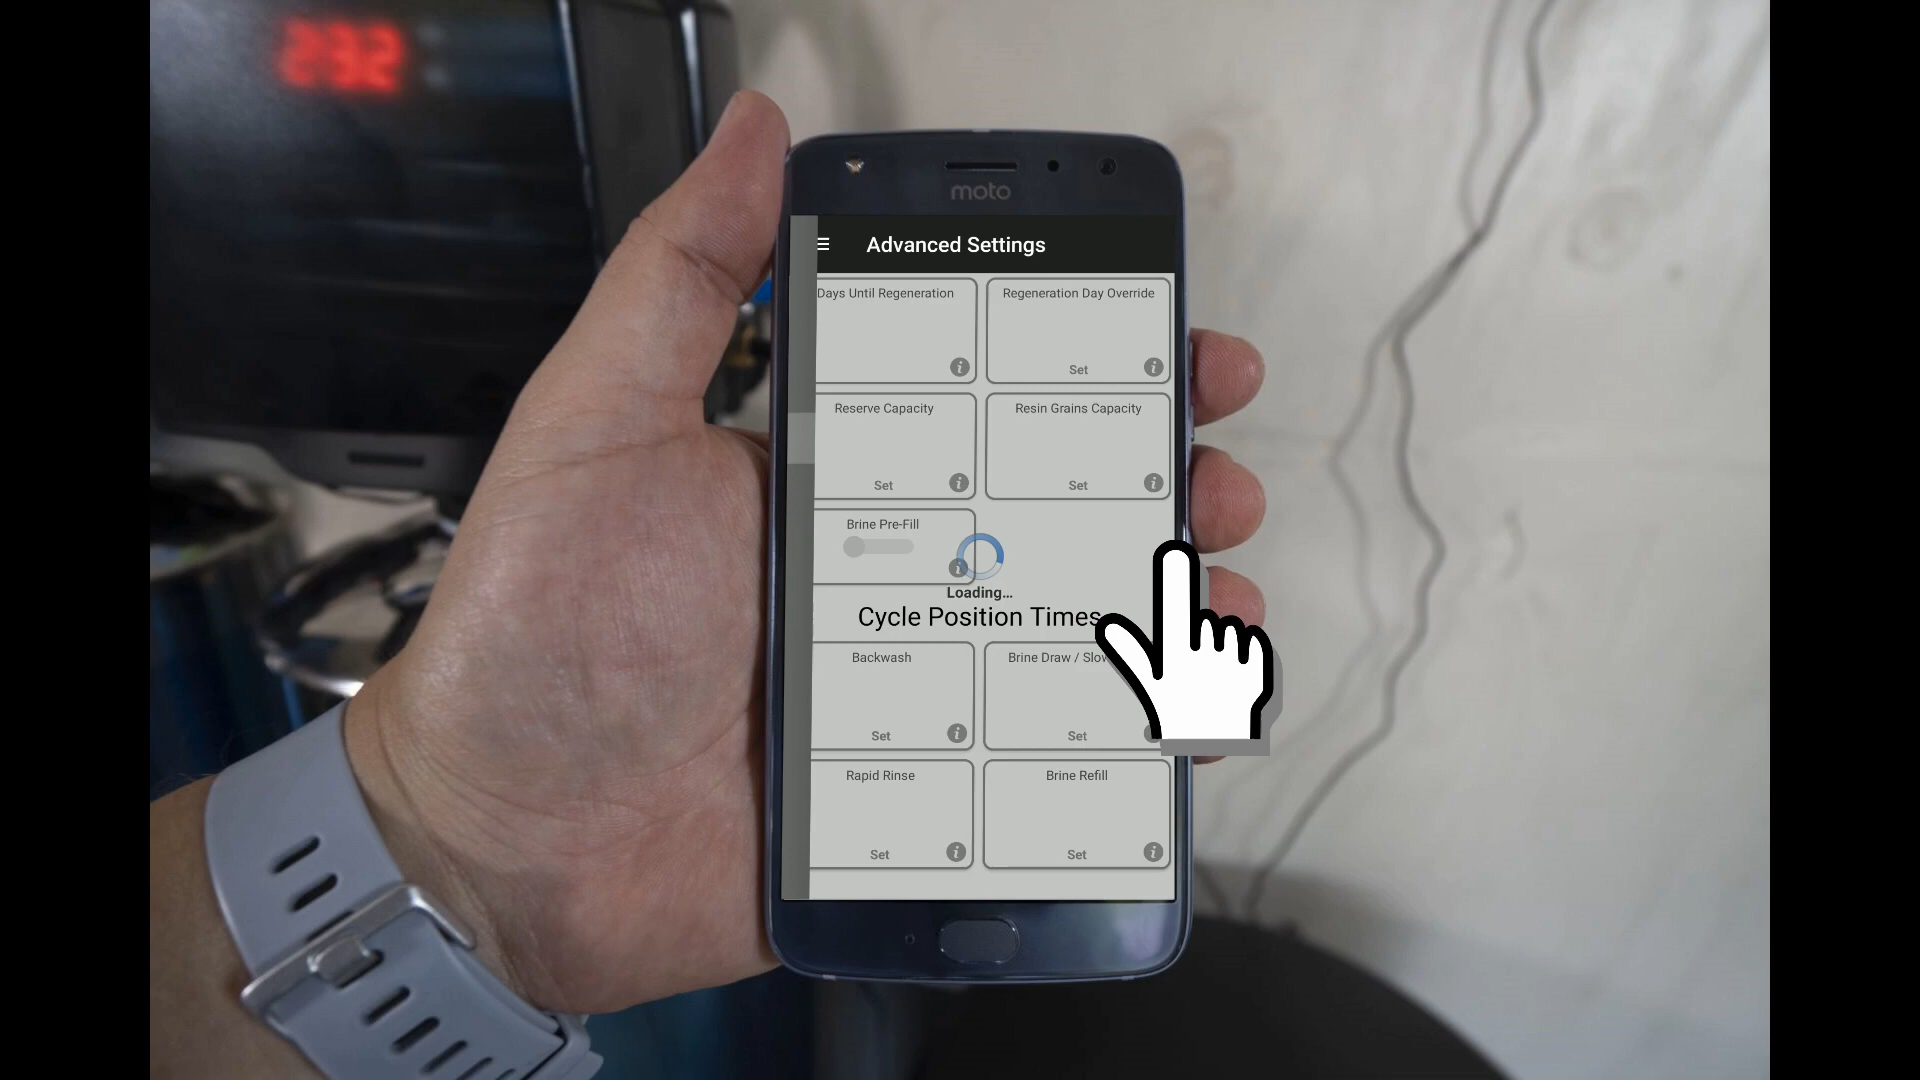 232
moto
Advanced Settings
Days Until Regeneration
Regeneration Day Override
Set
Reserve Capacity
Resin Grains Capacity
Set
Set
Brine Pre-Fill
Loading...
Cycle Position Times
Backwash
Brine Draw / Slow
Set
Set
Rapid Rinse
Brine Refill
Set
Set